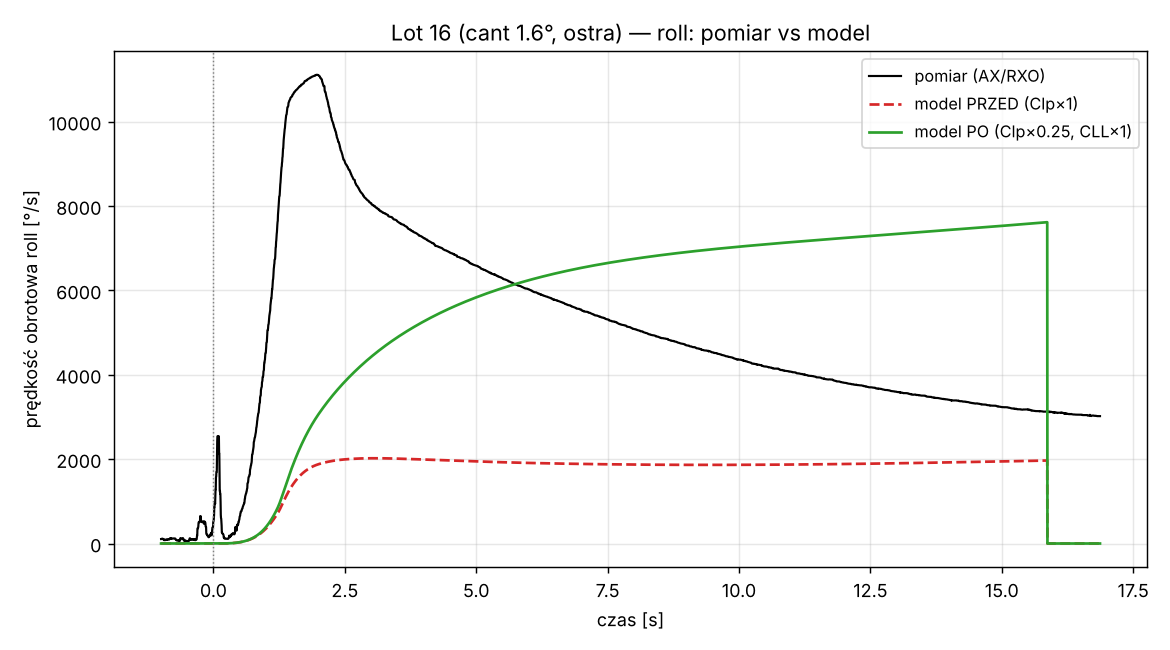 Lot 16 (cant 1.6°, ostra) — roll: pomiar vs model
pomiar (AX/RXO)
model PRZED (Clp×1)
model PO (Clp×0.25, CLL×1)
prędkość obrotowa roll [°/s]
10000
8000
6000
4000
2000
0
0.0 2.5 5.0 7.5 10.0 12.5 15.0 17.5
czas [s]